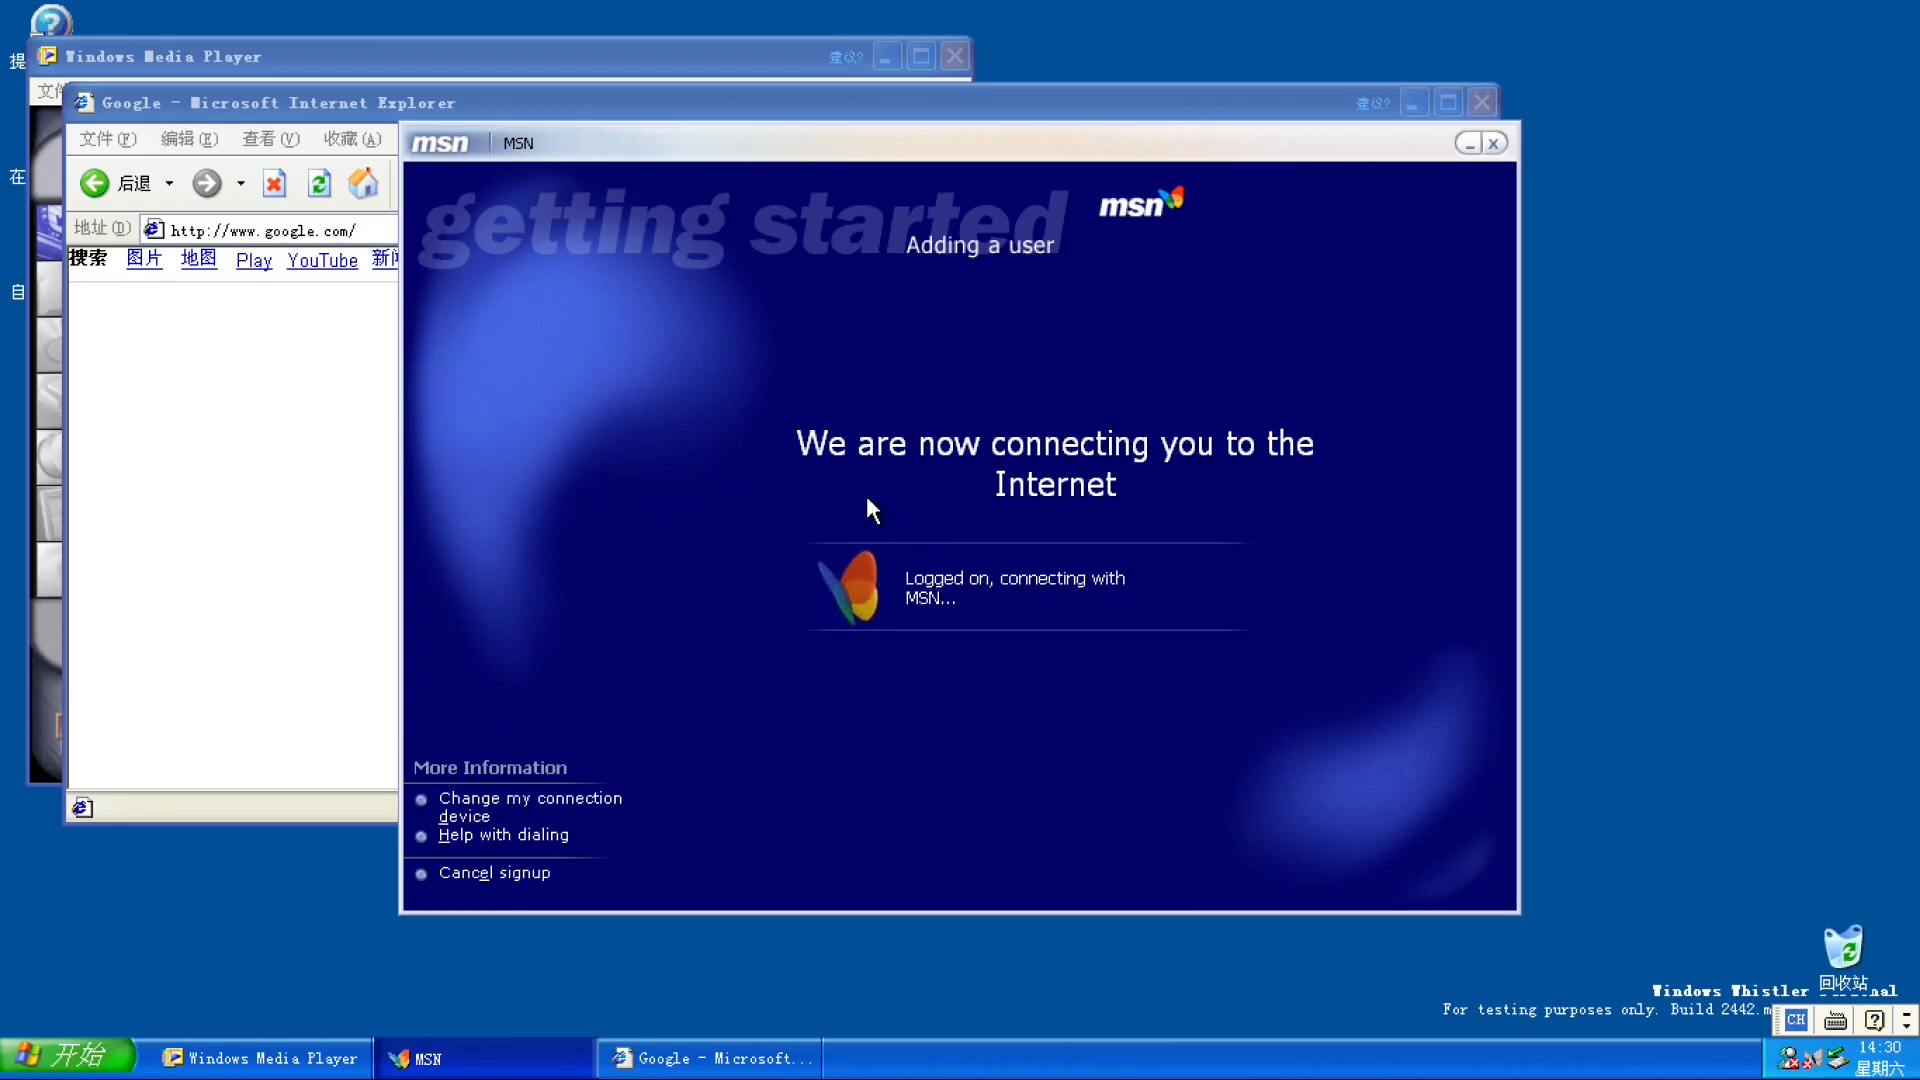 提
Windows Media Player
建议?
文件
Google - Microsoft Internet Explorer
建议?
文件(F) 编辑(E) 查看(V) 收藏(A)
msn MSN
在
后退
getting started
msn
Adding a user
地址(D) http://www.google.com/
搜索 图片 地图 Play YouTube 新闻
自
We are now connecting you to the
Internet
Logged on, connecting with
MSN...
More Information
Change my connection
device
Help with dialing
Cancel signup
回收站
Windows Whistler
For testing purposes only. Build 2442.m
CH
开始 Windows Media Player MSN Google - Microsoft...
14:30
星期六